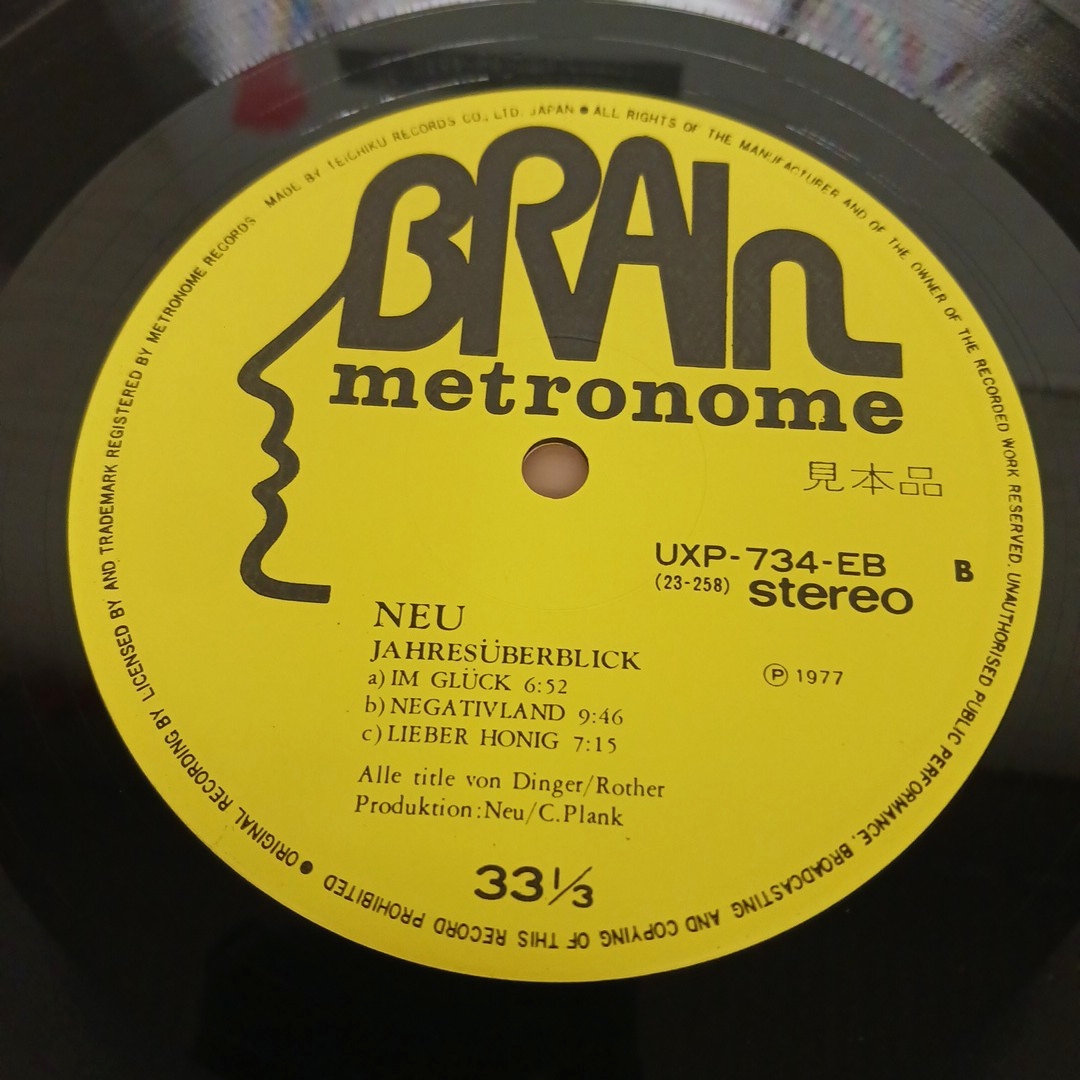 BRAIN
metronome
見本品
UXP-734-EB
B
(23-258) stereo
NEU
JAHRESÜBERBLICK
Ⓟ 1977
a) IM GLÜCK 6:52
b) NEGATIVLAND 9:46
c) LIEBER HONIG 7:15
Alle title von Dinger/Rother
Produktion: Neu/C.Plank
33 1/3
● ORIGINAL RECORDING BY LICENSED BY AND TRADEMARK REGISTERED BY METRONOME RECORDS MADE BY TEICHIKU RECORDS CO., LTD. JAPAN ● ALL RIGHTS OF THE MANUFACTURER AND OF THE OWNER OF THE RECORDED WORK RESERVED. UNAUTHORISED PUBLIC PERFORMANCE, BROADCASTING AND COPYING OF THIS RECORD PROHIBITED